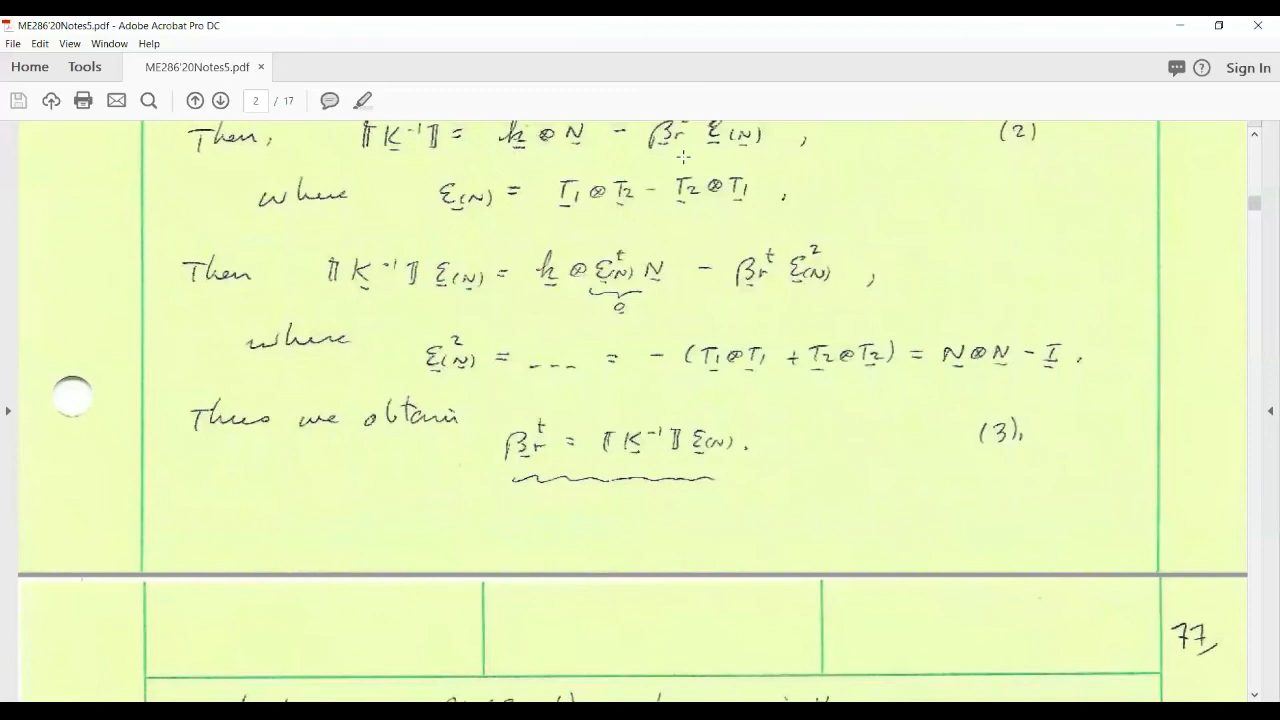 ME286'20Notes5.pdf - Adobe Acrobat Pro DC
File Edit View Window Help
Home Tools ME286'20Notes5.pdf × Sign In
2 / 17
Then, ⟦K⁻¹⟧ = k ⊗ N - βᵣᵗ ε(N) , (2)
where ε(N) = T₁⊗T₂ - T₂⊗T₁ .
Then ⟦K⁻¹⟧ ε(N) = k ⊗ ε(N)ᵗ N - βᵣᵗ ε²(N) ,
0
where ε²(N) = --- = - (T₁⊗T₁ + T₂⊗T₂) = N⊗N - I .
Thus we obtain
βᵣᵗ = ⟦K⁻¹⟧ ε(N) . (3),
77